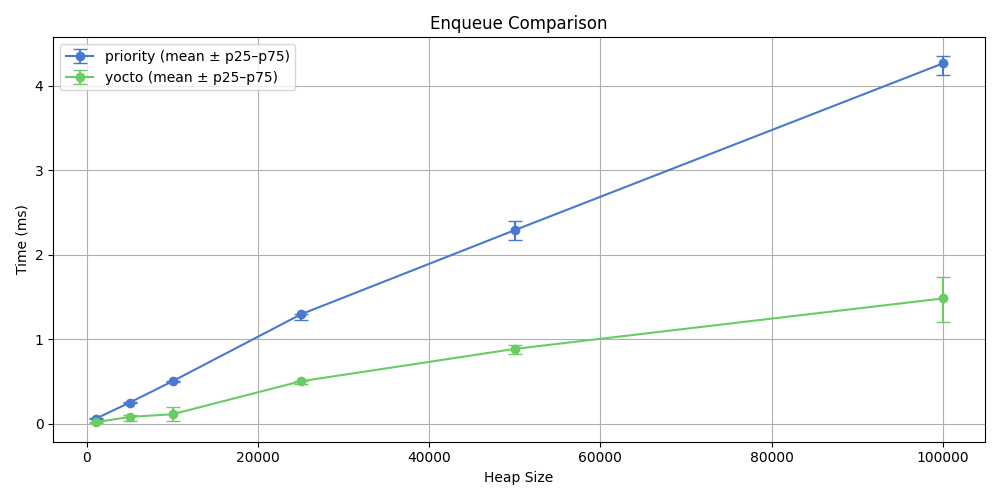 Enqueue Comparison
priority (mean ± p25–p75)
yocto (mean ± p25–p75)
Time (ms)
4
3
2
1
0
0 20000 40000 60000 80000 100000
Heap Size